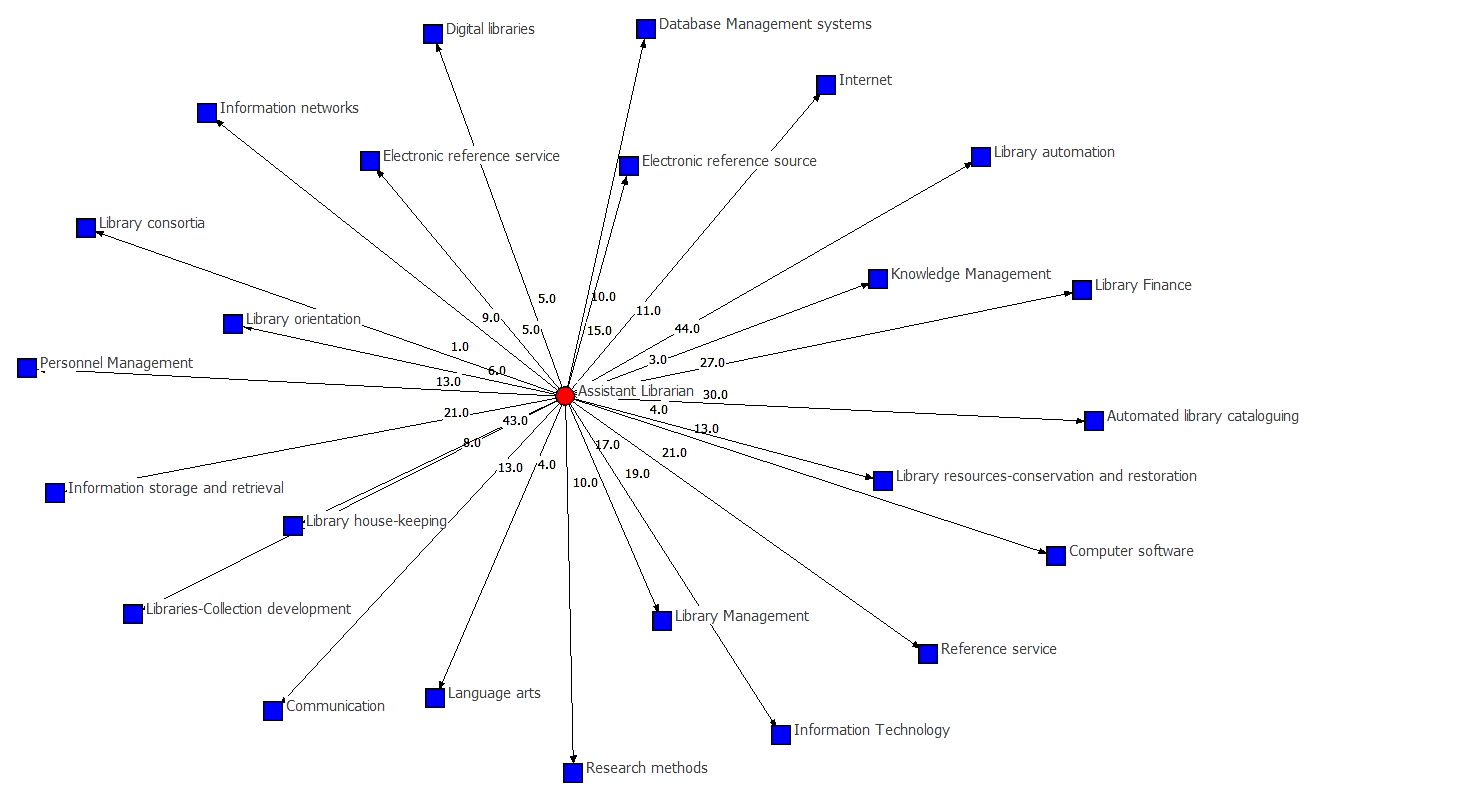 Database Management systems
Digital libraries
Internet
Information networks
Library automation
Electronic reference service
Electronic reference source
Library consortia
Knowledge Management
Library Finance
5.0
10.0
11.0
9.0
5.0
15.0
44.0
Library orientation
1.0
3.0
27.0
Personnel Management
6.0
13.0
Assistant Librarian
30.0
4.0
21.0
43.0
13.0
Automated library cataloguing
8.0
17.0
21.0
13.0
4.0
19.0
10.0
Library resources-conservation and restoration
Information storage and retrieval
Library house-keeping
Computer software
Libraries-Collection development
Library Management
Reference service
Language arts
Communication
Information Technology
Research methods